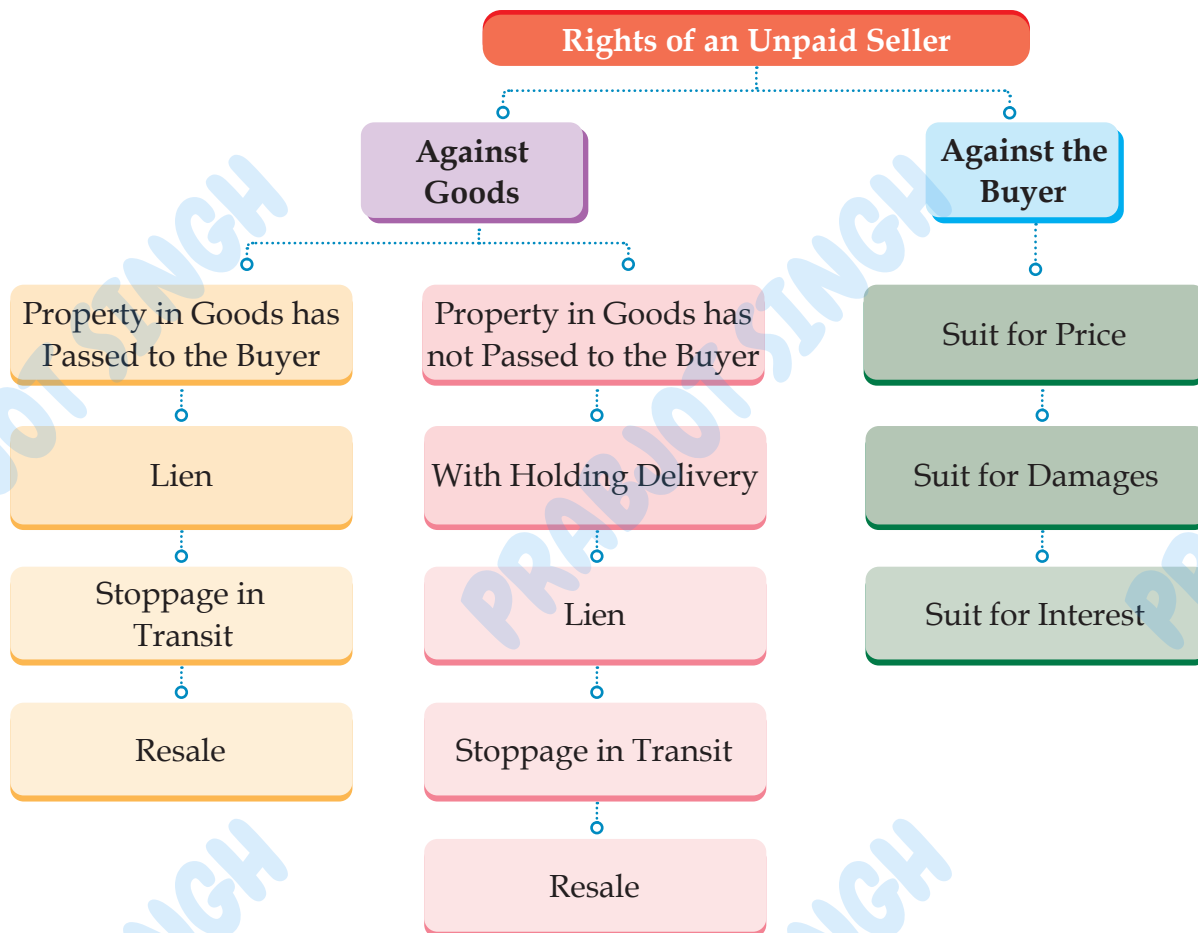 Rights of an Unpaid Seller
Against
Goods
Against the
Buyer
Property in Goods has
Passed to the Buyer
Property in Goods has
not Passed to the Buyer
Suit for Price
Lien
With Holding Delivery
Suit for Damages
Stoppage in
Transit
Lien
Suit for Interest
Resale
Stoppage in Transit
Resale
PRABJOT SINGH